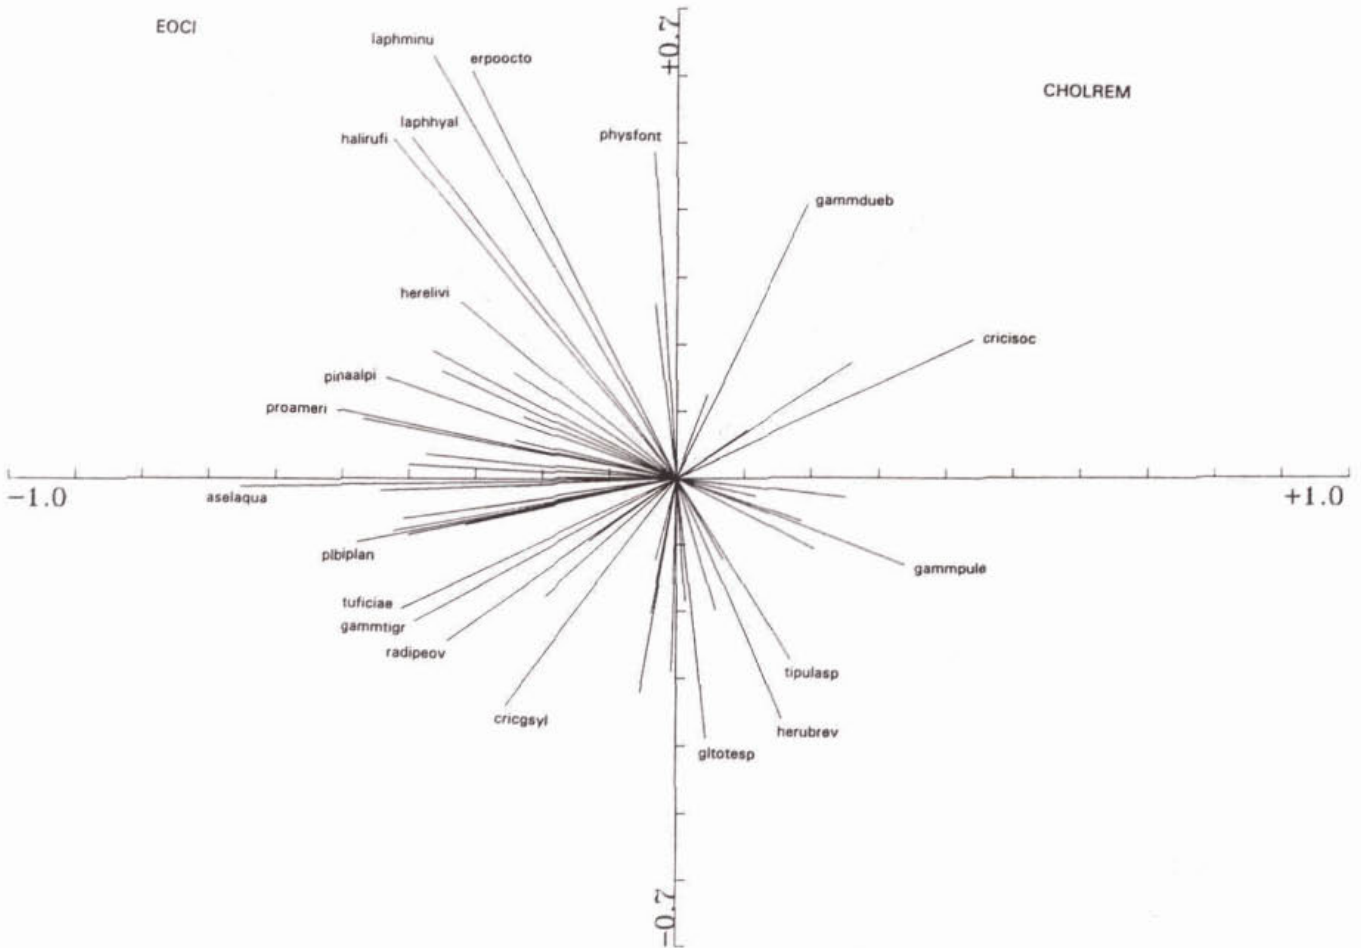 EOCI
+0.7
laphminu
erpoocto
CHOLREM
laphhyal
halirufi
physfont
gammdueb
herelivi
cricisoc
pinaalpi
proameri
-1.0
aselaqua
+1.0
plbiplan
gammpule
tuficiae
gammtigr
radipeov
tipulasp
cricgsyl
herubrev
gltotesp
-0.7